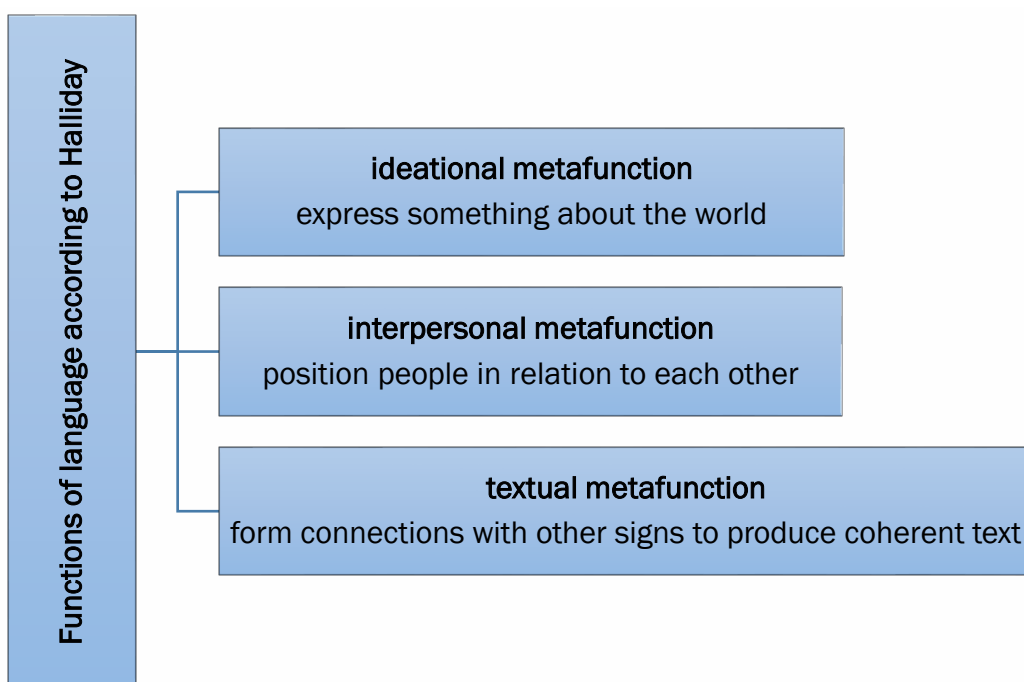 Functions of language according to Halliday
ideational metafunction
express something about the world
interpersonal metafunction
position people in relation to each other
textual metafunction
form connections with other signs to produce coherent text